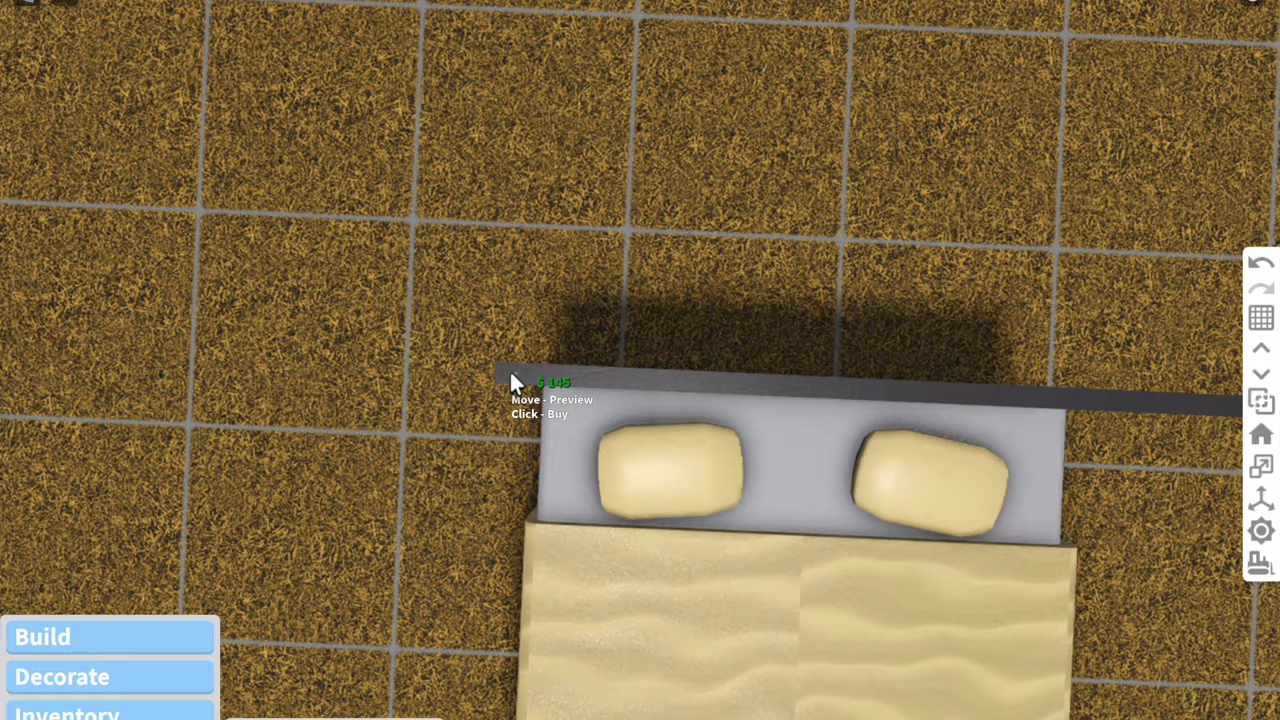 $ 145
Move - Preview
Click - Buy
Build
Decorate
Inventory